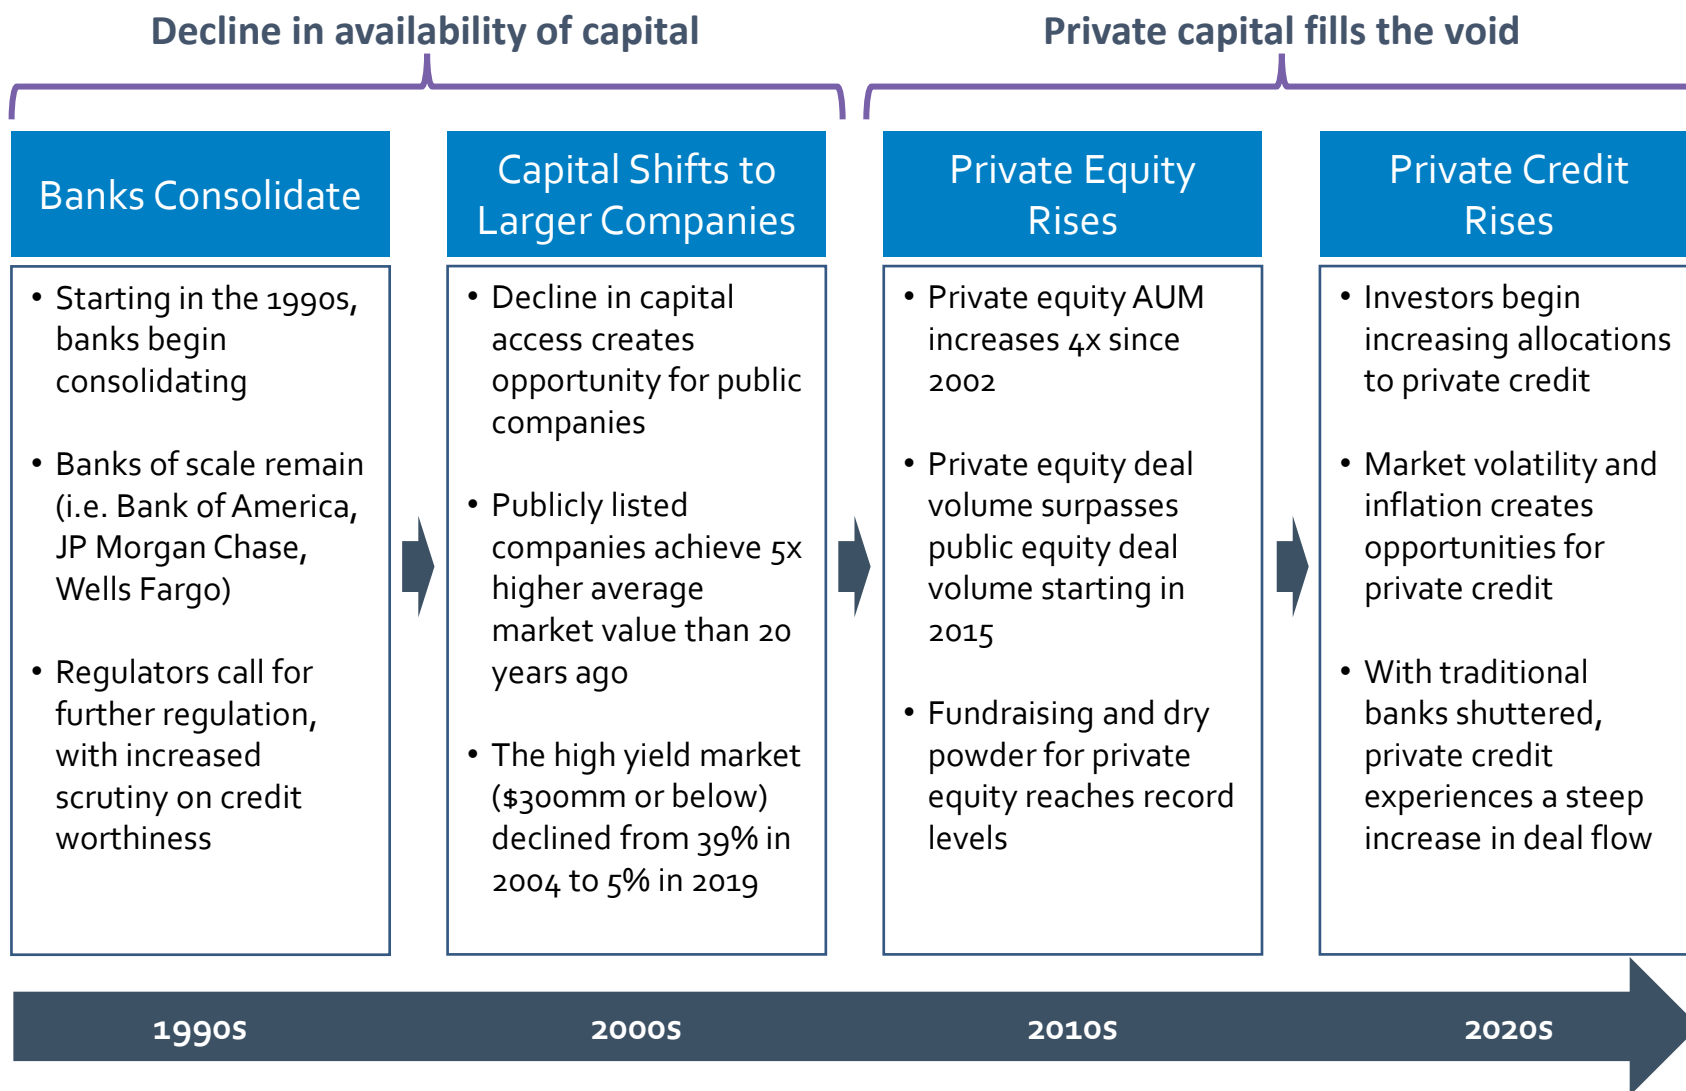 Decline in availability of capital
Private capital fills the void
Banks Consolidate
• Starting in the 1990s,
banks begin
consolidating
• Banks of scale remain
(i.e. Bank of America,
JP Morgan Chase,
Wells Fargo)
• Regulators call for
further regulation,
with increased
scrutiny on credit
worthiness
Capital Shifts to
Larger Companies
• Decline in capital
access creates
opportunity for public
companies
• Publicly listed
companies achieve 5x
higher average
market value than 20
years ago
• The high yield market
($300mm or below)
declined from 39% in
2004 to 5% in 2019
Private Equity
Rises
• Private equity AUM
increases 4x since
2002
• Private equity deal
volume surpasses
public equity deal
volume starting in
2015
• Fundraising and dry
powder for private
equity reaches record
levels
Private Credit
Rises
• Investors begin
increasing allocations
to private credit
• Market volatility and
inflation creates
opportunities for
private credit
• With traditional
banks shuttered,
private credit
experiences a steep
increase in deal flow
1990s
2000s
2010s
2020s